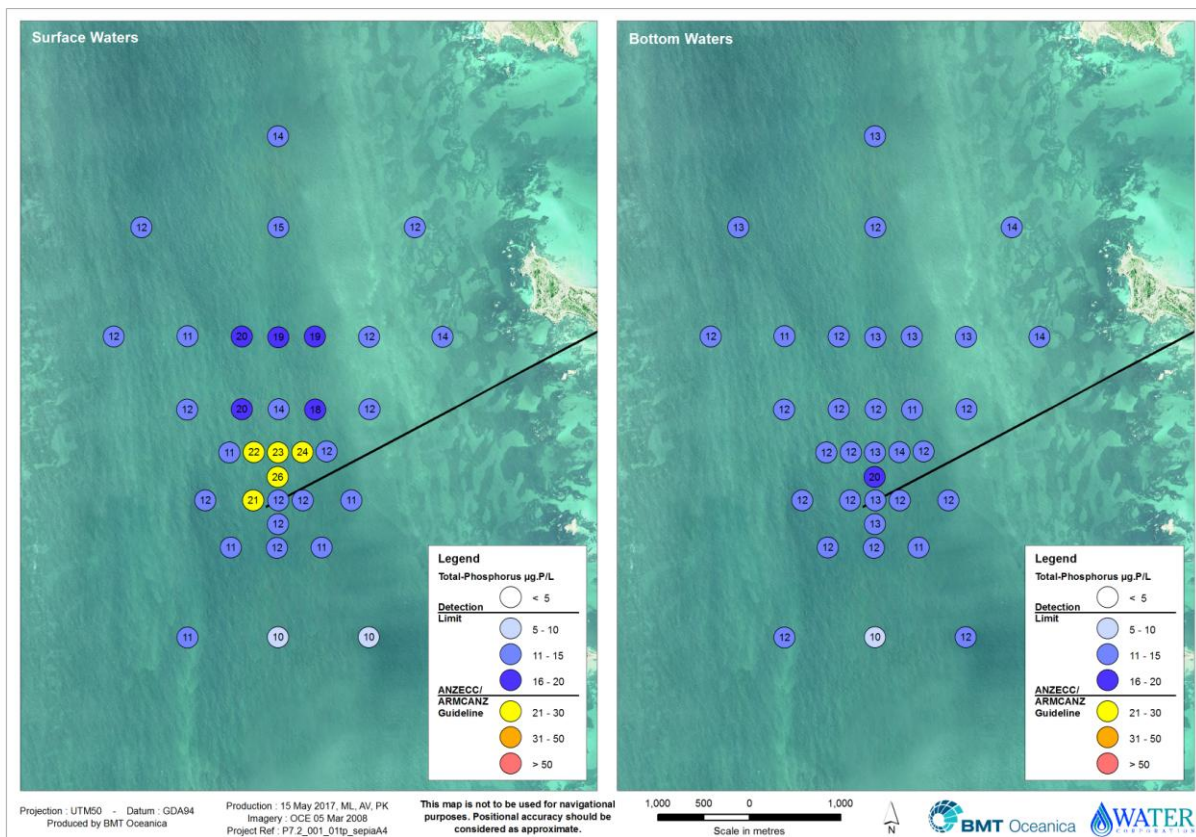 Surface Waters
14
12 15 12
12 11 20 19 19 12 14
12 20 14 16 12
11 22 23 24 12
26
12 21 12 12 11
12
11 12 11
11 10 10
Legend
Total-Phosphorus µg.P/L
< 5
Detection
Limit
5 - 10
11 - 15
16 - 20
ANZECC/
ARMCANZ
Guideline
21 - 30
31 - 50
> 50
Bottom Waters
13
13 12 14
12 11 12 13 13 13 14
12 12 12 11 12
12 12 13 14 12
20
12 12 13 12 12
13
12 12 11
12 10 12
Legend
Total-Phosphorus µg.P/L
< 5
Detection
Limit
5 - 10
11 - 15
16 - 20
ANZECC/
ARMCANZ
Guideline
21 - 30
31 - 50
> 50
Projection : UTM50 - Datum : GDA94
Produced by BMT Oceanica
Production : 15 May 2017, ML, AV, PK
Imagery : OCE 05 Mar 2008
Project Ref : P7.2_001_01tp_sepiaA4
This map is not to be used for navigational
purposes. Positional accuracy should be
considered as approximate.
1,000 500 0 1,000
Scale in metres
N
BMT Oceanica
WATER
CORPORATION